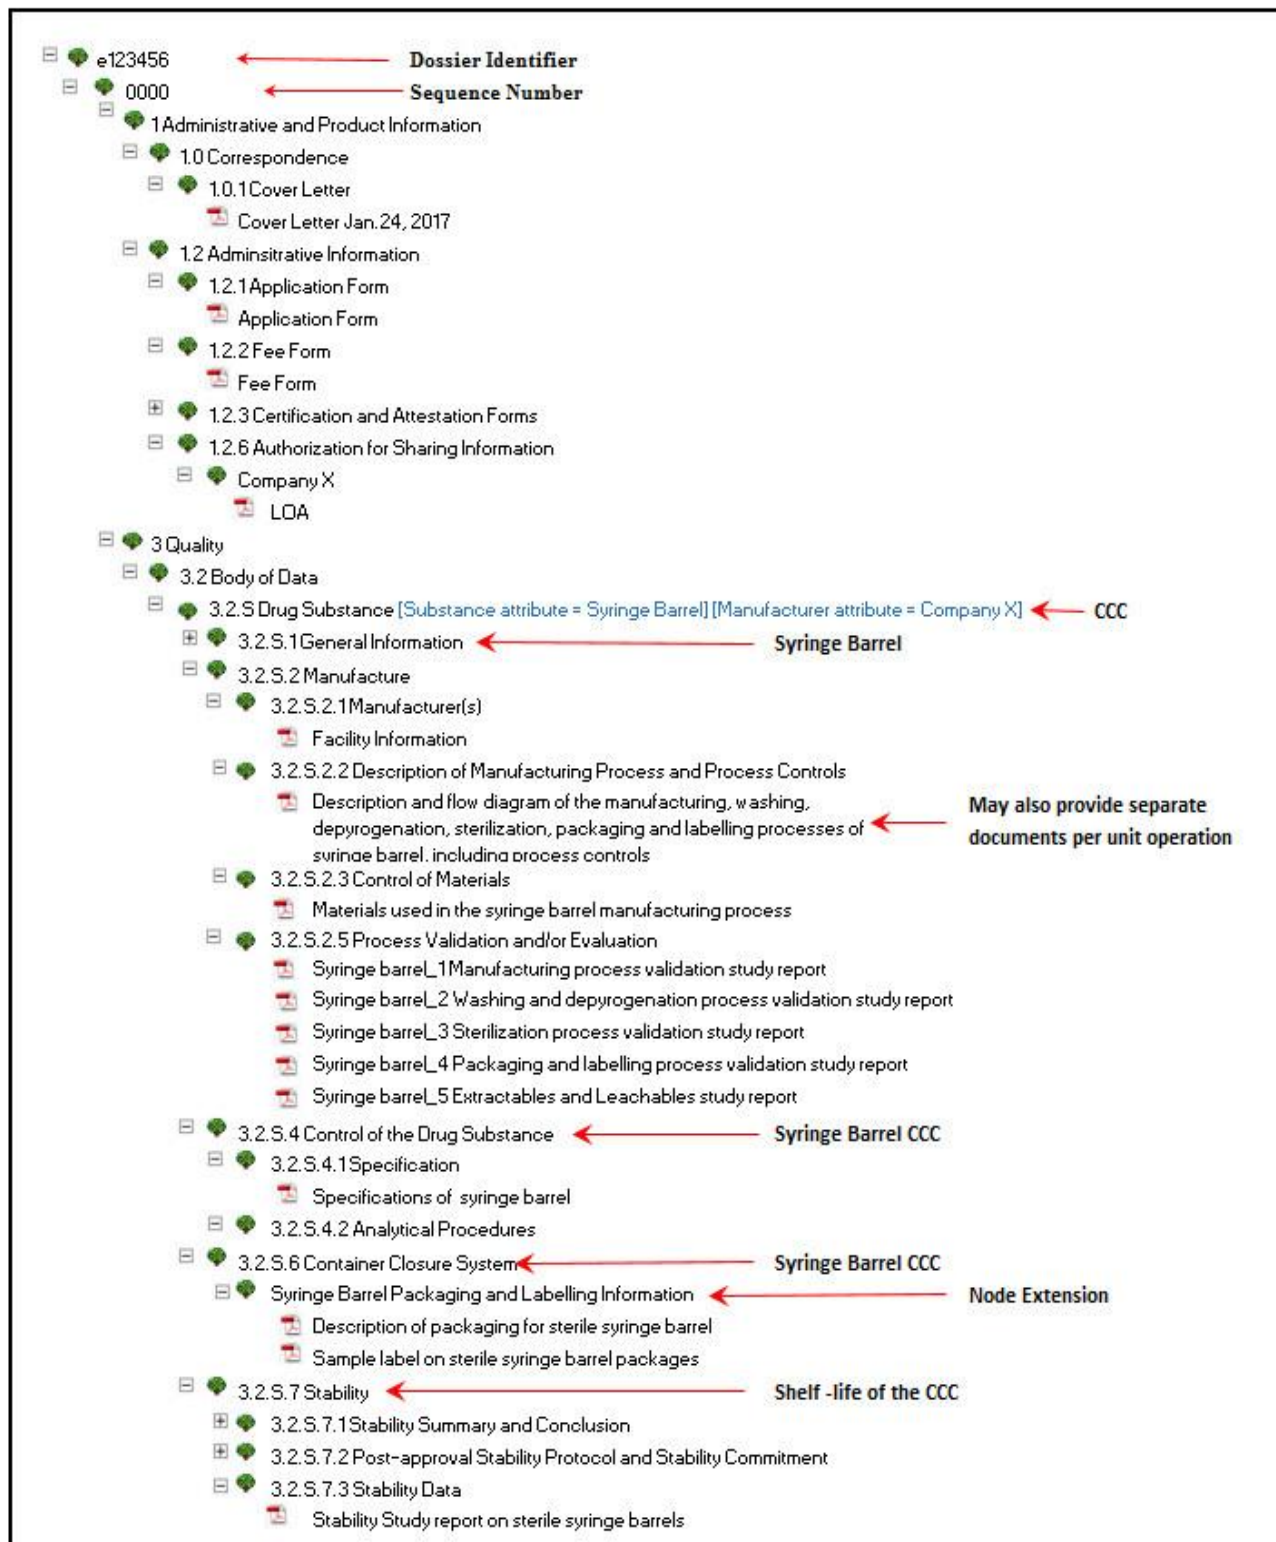 e123456 Dossier Identifier
0000 Sequence Number
1 Administrative and Product Information
1.0 Correspondence
1.0.1 Cover Letter
Cover Letter Jan. 24, 2017
1.2 Adminsitrative Information
1.2.1 Application Form
Application Form
1.2.2 Fee Form
Fee Form
1.2.3 Certification and Attestation Forms
1.2.6 Authorization for Sharing Information
Company X
LOA
3 Quality
3.2 Body of Data
3.2.S Drug Substance [Substance attribute = Syringe Barrel] [Manufacturer attribute = Company X] CCC
3.2.S.1 General Information Syringe Barrel
3.2.S.2 Manufacture
3.2.S.2.1 Manufacturer(s)
Facility Information
3.2.S.2.2 Description of Manufacturing Process and Process Controls
Description and flow diagram of the manufacturing, washing, May also provide separate
depyrogenation, sterilization, packaging and labelling processes of documents per unit operation
syringe barrel, including process controls
3.2.S.2.3 Control of Materials
Materials used in the syringe barrel manufacturing process
3.2.S.2.5 Process Validation and/or Evaluation
Syringe barrel_1 Manufacturing process validation study report
Syringe barrel_2 Washing and depyrogenation process validation study report
Syringe barrel_3 Sterilization process validation study report
Syringe barrel_4 Packaging and labelling process validation study report
Syringe barrel_5 Extractables and Leachables study report
3.2.S.4 Control of the Drug Substance Syringe Barrel CCC
3.2.S.4.1 Specification
Specifications of syringe barrel
3.2.S.4.2 Analytical Procedures
3.2.S.6 Container Closure System Syringe Barrel CCC
Syringe Barrel Packaging and Labelling Information Node Extension
Description of packaging for sterile syringe barrel
Sample label on sterile syringe barrel packages
3.2.S.7 Stability Shelf -life of the CCC
3.2.S.7.1 Stability Summary and Conclusion
3.2.S.7.2 Post-approval Stability Protocol and Stability Commitment
3.2.S.7.3 Stability Data
Stability Study report on sterile syringe barrels